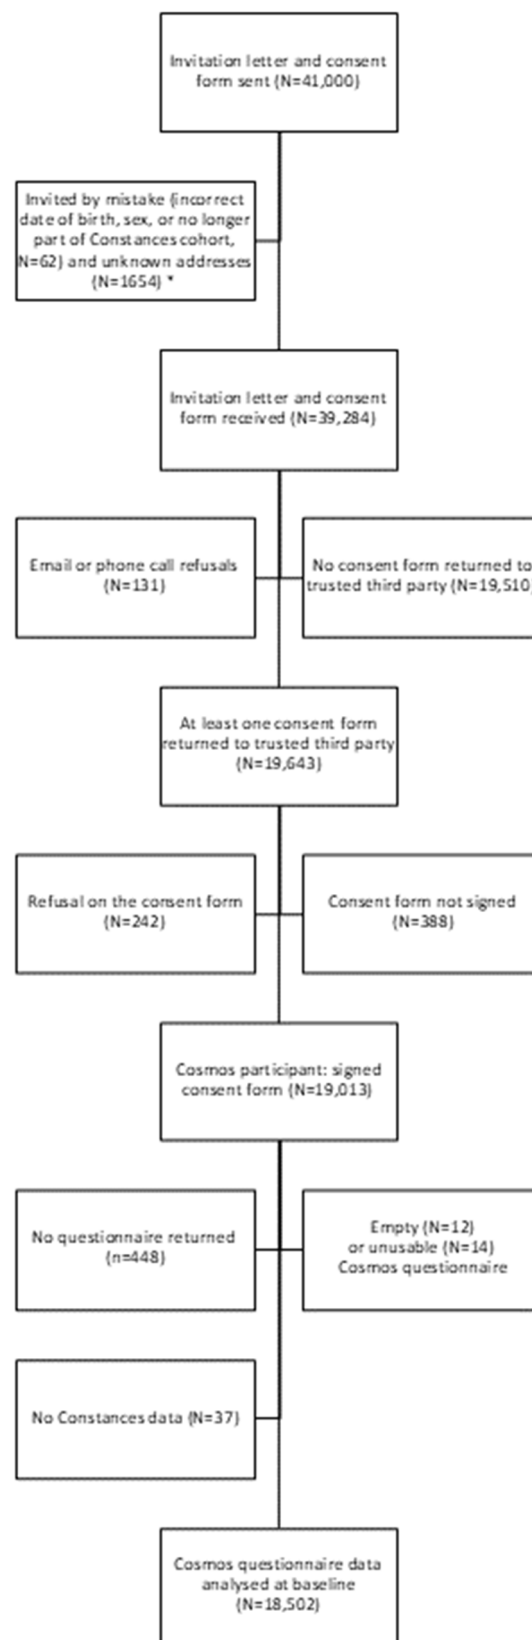 Invitation letter and consent
form sent (N=41,000)
Invited by mistake (incorrect
date of birth, sex, or no longer
part of Constances cohort,
N=62) and unknown addresses
(N=1654) *
Invitation letter and consent
form received (N=39,284)
Email or phone call refusals
(N=131)
No consent form returned to
trusted third party (N=19,510)
At least one consent form
returned to trusted third party
(N=19,643)
Refusal on the consent form
(N=242)
Consent form not signed
(N=388)
Cosmos participant: signed
consent form (N=19,013)
No questionnaire returned
(n=448)
Empty (N=12)
or unusable (N=14)
Cosmos questionnaire
No Constances data (N=37)
Cosmos questionnaire data
analysed at baseline
(N=18,502)